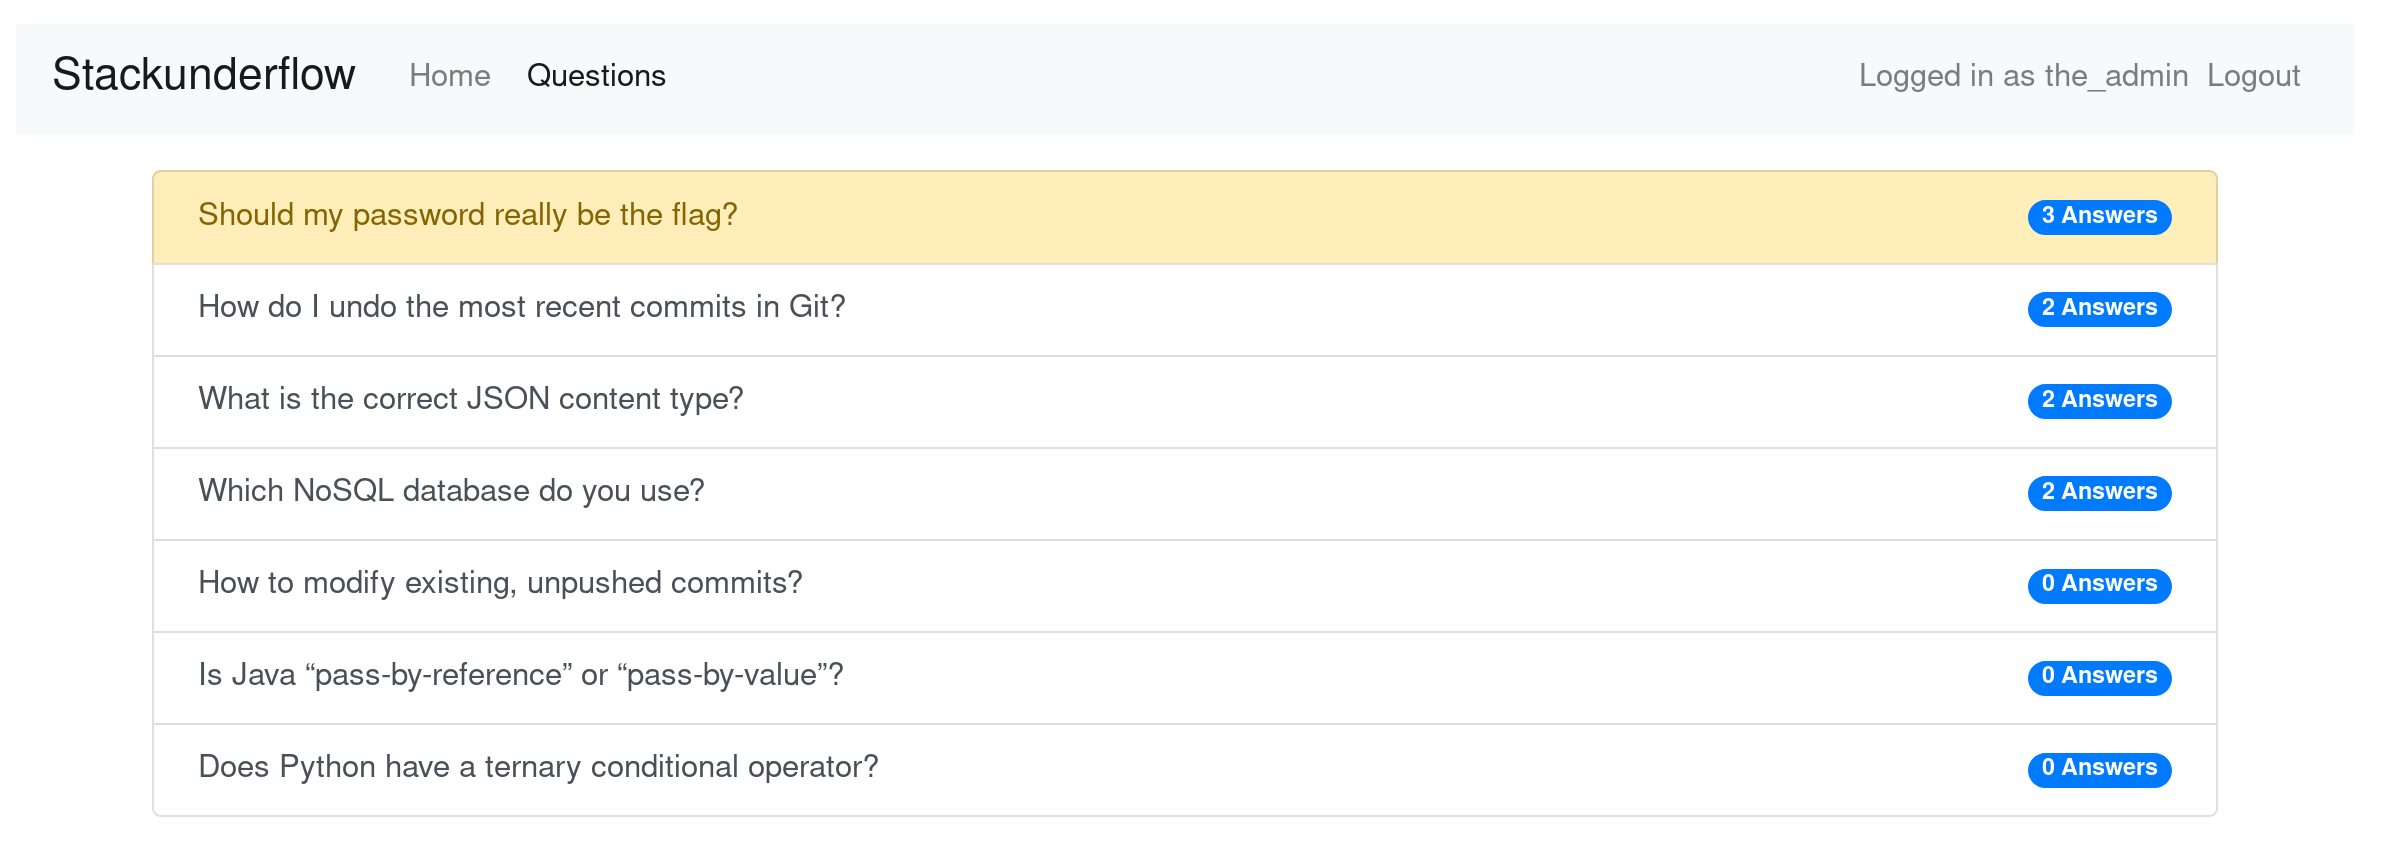 Stackunderflow Home Questions Logged in as the_admin Logout
Should my password really be the flag? 3 Answers
How do I undo the most recent commits in Git? 2 Answers
What is the correct JSON content type? 2 Answers
Which NoSQL database do you use? 2 Answers
How to modify existing, unpushed commits? 0 Answers
Is Java “pass-by-reference” or “pass-by-value”? 0 Answers
Does Python have a ternary conditional operator? 0 Answers